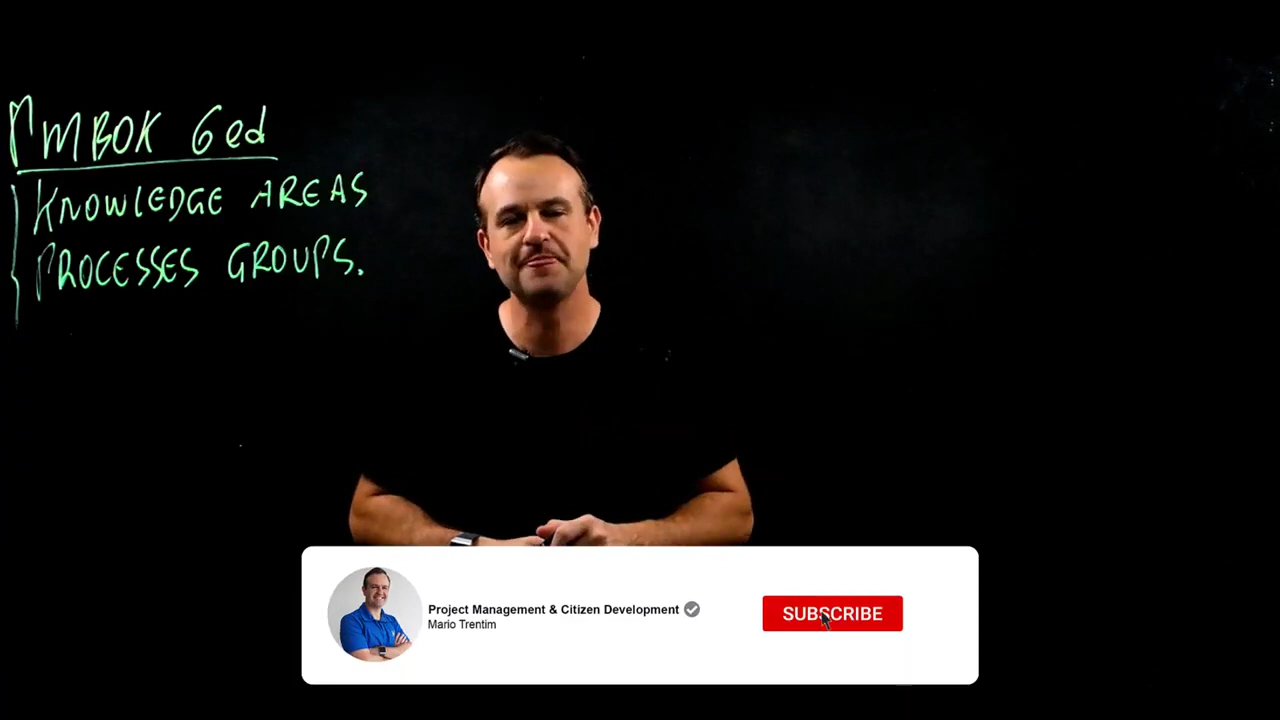 PMBOK 6ed
KNOWLEDGE AREAS
PROCESSES GROUPS.
Project Management & Citizen Development
Mario Trentim
SUBSCRIBE